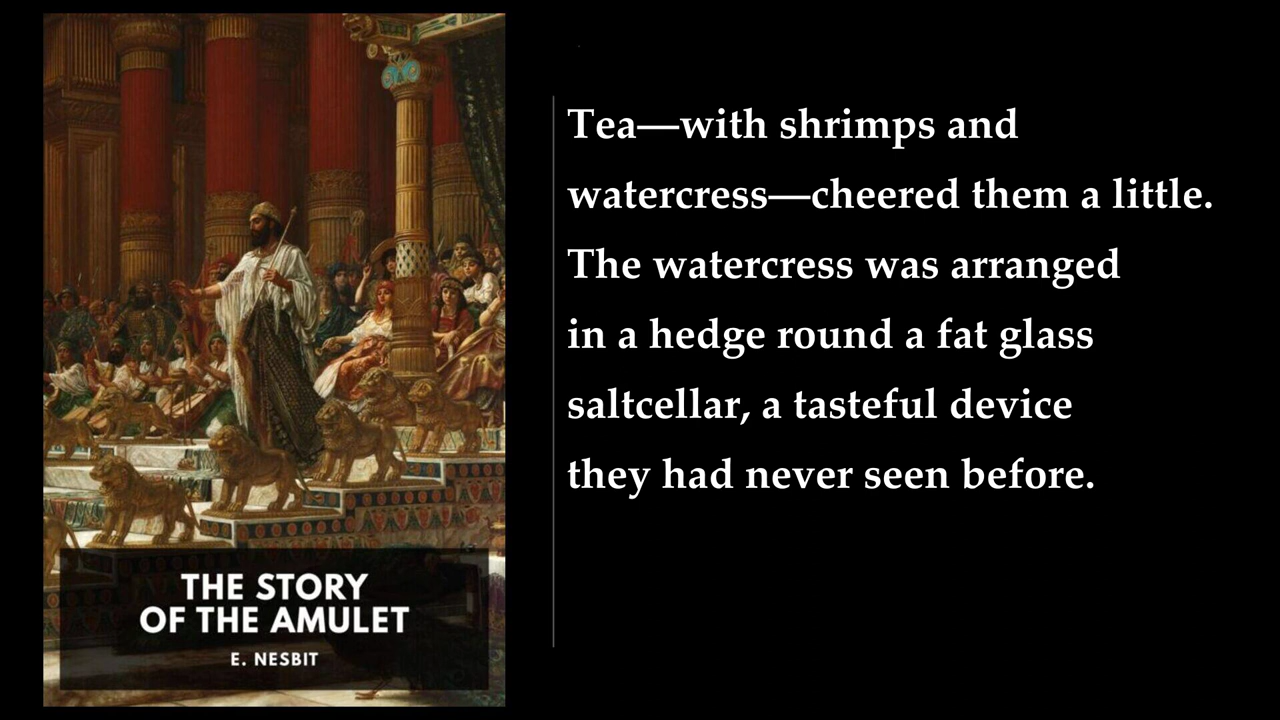 Tea—with shrimps and
watercress—cheered them a little.
The watercress was arranged
in a hedge round a fat glass
saltcellar, a tasteful device
they had never seen before.
THE STORY
OF THE AMULET
E. NESBIT